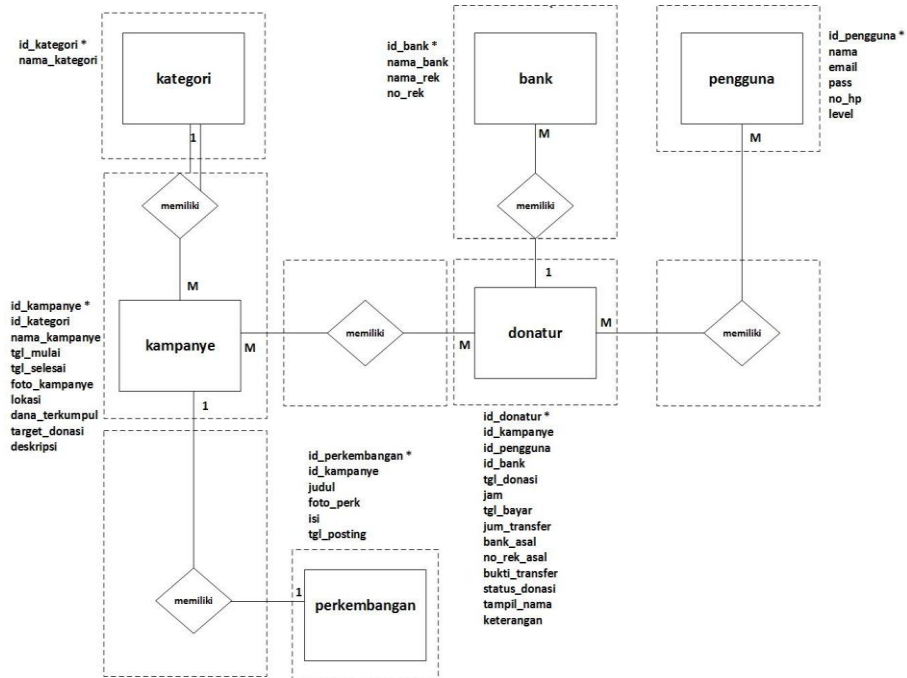 id_kategori *
nama_kategori
kategori
1
memiliki
M
id_bank *
nama_bank
nama_rek
no_rek
bank
M
memiliki
1
id_pengguna *
nama
email
pass
no_hp
level
pengguna
M
id_kampanye *
id_kategori
nama_kampanye
tgl_mulai
tgl_selesai
foto_kampanye
lokasi
dana_terkumpul
target_donasi
deskripsi
kampanye
M
memiliki
M
donatur
M
memiliki
1
id_donatur *
id_kampanye
id_pengguna
id_bank
tgl_donasi
jam
tgl_bayar
jum_transfer
bank_asal
no_rek_asal
bukti_transfer
status_donasi
tampil_nama
keterangan
id_perkembangan *
id_kampanye
judul
foto_perk
isi
tgl_posting
memiliki
1
perkembangan